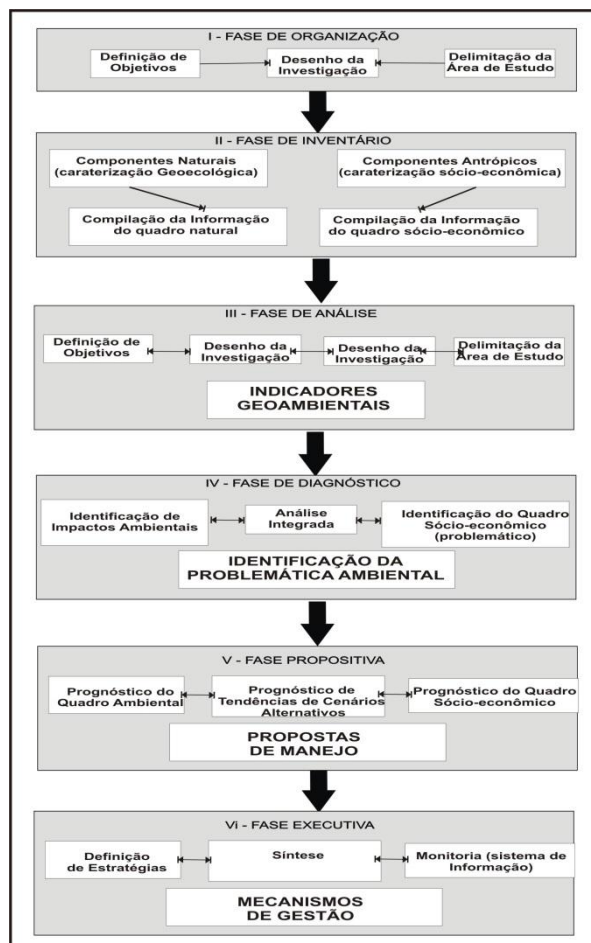 I - FASE DE ORGANIZAÇÃO
Definição de
Objetivos
Desenho da
Investigação
Delimitação da
Área de Estudo
II - FASE DE INVENTÁRIO
Componentes Naturais
(caraterização Geoecológica)
Componentes Antrópicos
(caraterização sócio-econômica)
Compilação da Informação
do quadro natural
Compilação da Informação
do quadro sócio-econômico
III - FASE DE ANÁLISE
Definição de
Objetivos
Desenho da
Investigação
Desenho da
Investigação
Delimitação da
Área de Estudo
INDICADORES
GEOAMBIENTAIS
IV - FASE DE DIAGNÓSTICO
Identificação de
Impactos Ambientais
Análise
Integrada
Identificação do Quadro
Sócio-econômico
(problemático)
IDENTIFICAÇÃO DA
PROBLEMÁTICA AMBIENTAL
V - FASE PROPOSITIVA
Prognóstico do
Quadro Ambiental
Prognóstico de
Tendências de Cenários
Alternativos
Prognóstico do Quadro
Sócio-econômico
PROPOSTAS
DE MANEJO
Vi - FASE EXECUTIVA
Definição
de Estratégias
Síntese
Monitoria (sistema de
Informação)
MECANISMOS
DE GESTÃO